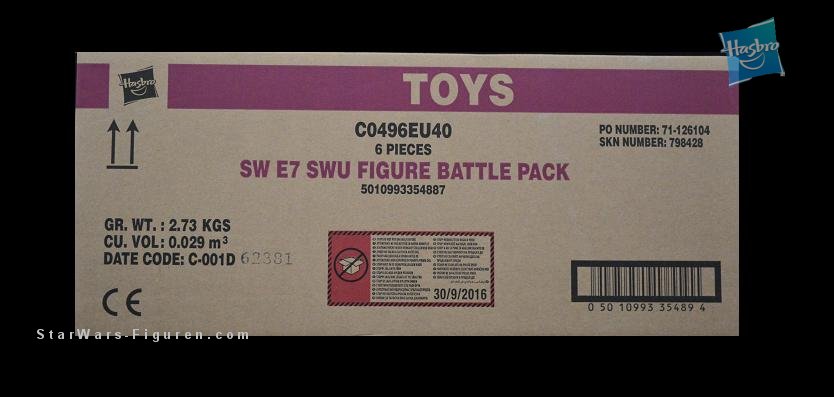 Hasbro
Hasbro
TOYS
C0496EU40
6 PIECES
SW E7 SWU FIGURE BATTLE PACK
5010993354887
PO NUMBER: 71-126104
SKN NUMBER: 798428
GR. WT. : 2.73 KGS
CU. VOL: 0.029 m³
DATE CODE: C-001D 62381
30/9/2016
CE
0 50 10993 35489 4
StarWars-Figuren.com